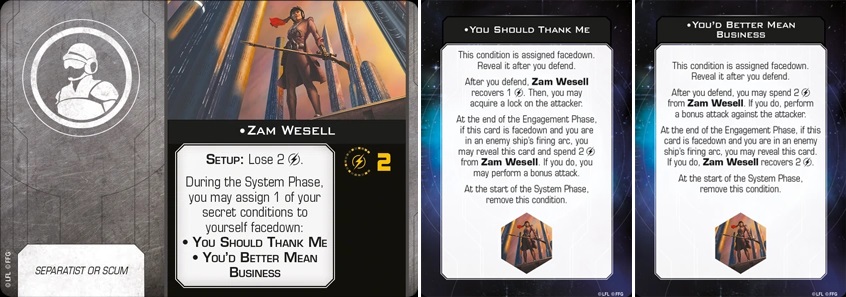 •Zam Wesell
Setup: Lose 2 .
During the System Phase,
you may assign 1 of your
secret conditions to
yourself facedown:
• You Should Thank Me
• You'd Better Mean
Business
2
SEPARATIST OR SCUM
©LFL ©FFG
•You Should Thank Me
This condition is assigned facedown.
Reveal it after you defend.
After you defend, Zam Wesell
recovers 1 . Then, you may
acquire a lock on the attacker.
At the end of the Engagement Phase,
if this card is facedown and you are
in an enemy ship's firing arc, you
may reveal this card and spend 2
from Zam Wesell. If you do, you
may perform a bonus attack.
At the start of the System Phase,
remove this condition.
©LFL ©FFG
•You'd Better Mean
Business
This condition is assigned facedown.
Reveal it after you defend.
After you defend, you may spend 2
from Zam Wesell. If you do, perform
a bonus attack against the attacker.
At the end of the Engagement Phase, if this
card is facedown and you are in an enemy
ship's firing arc, you may reveal this card.
If you do, Zam Wesell recovers 2 .
At the start of the System Phase,
remove this condition.
©LFL ©FFG